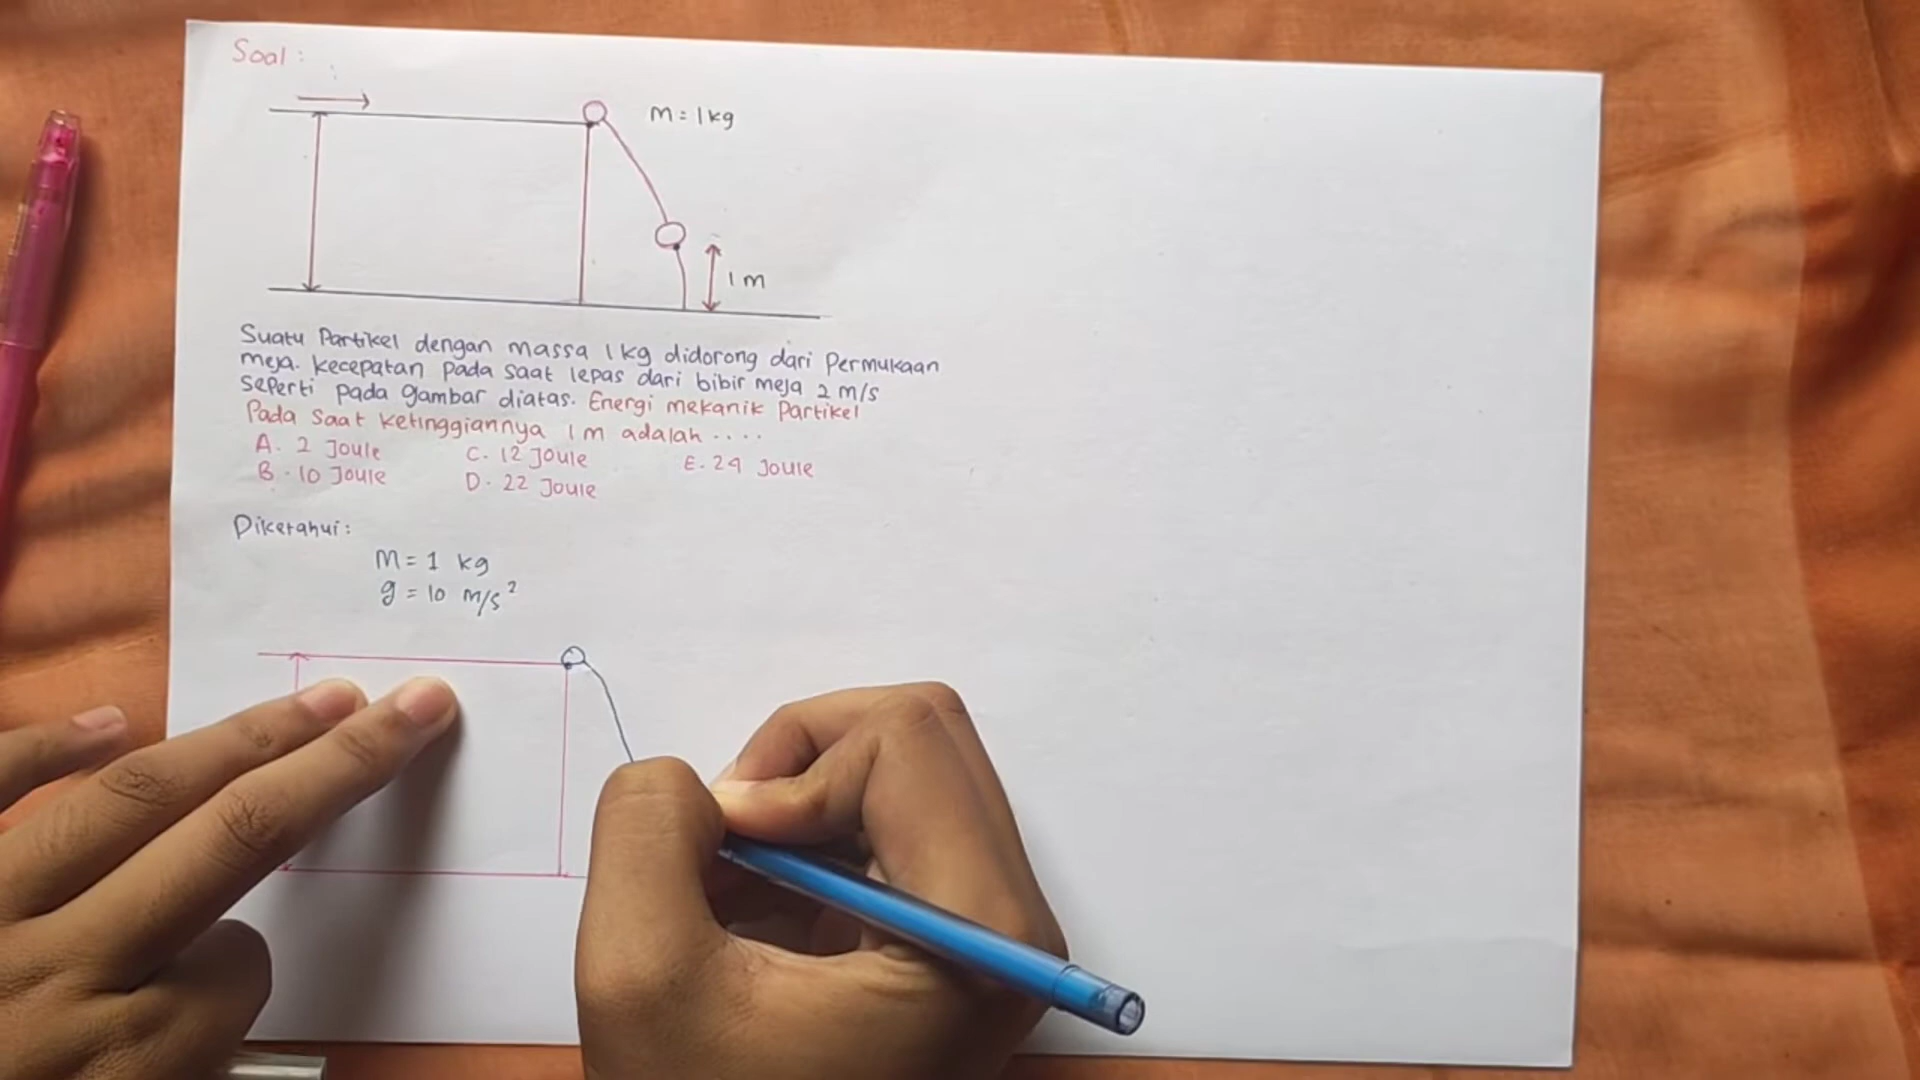 Soal :
m = 1 kg
1 m
Suatu Partikel dengan massa 1 kg didorong dari Permukaan
meja. kecepatan pada saat lepas dari bibir meja 2 m/s
seperti pada gambar diatas. Energi mekanik Partikel
Pada saat ketinggiannya 1 m adalah ....
A. 2 Joule C. 12 Joule E. 24 Joule
B. 10 Joule D. 22 Joule
Diketahui :
m = 1 kg
g = 10 m/s²